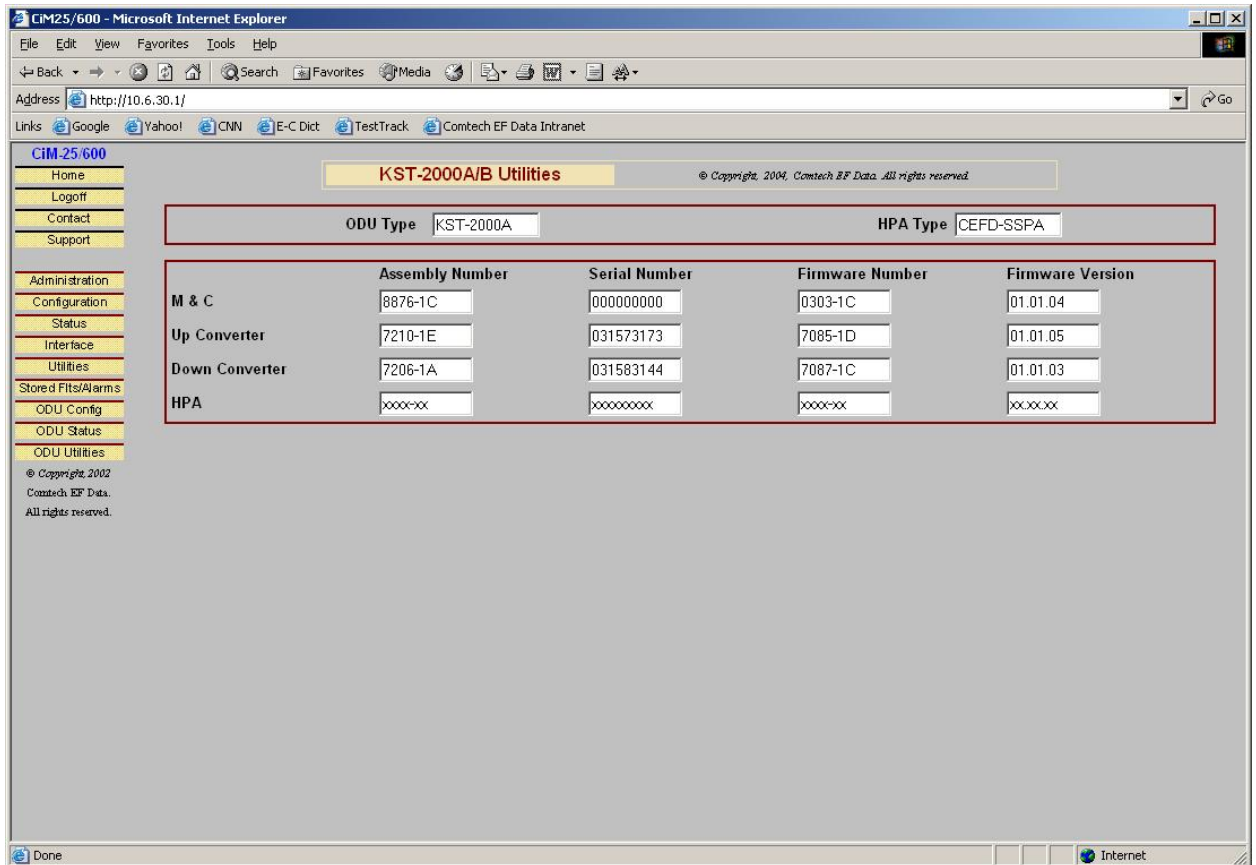 CiM25/600 - Microsoft Internet Explorer
File Edit View Favorites Tools Help
Back Search Favorites Media
Address http://10.6.30.1/ Go
Links Google Yahoo! CNN E-C Dict TestTrack Comtech EF Data Intranet
CiM-25/600
Home
Logoff
Contact
Support
Administration
Configuration
Status
Interface
Utilities
Stored Flts/Alarms
ODU Config
ODU Status
ODU Utilities
© Copyright, 2002
Comtech EF Data.
All rights reserved.
KST-2000A/B Utilities © Copyright, 2004, Comtech EF Data. All rights reserved
ODU Type KST-2000A HPA Type CEFD-SSPA
Assembly Number Serial Number Firmware Number Firmware Version
M & C 8876-1C 000000000 0303-1C 01.01.04
Up Converter 7210-1E 031573173 7085-1D 01.01.05
Down Converter 7206-1A 031583144 7087-1C 01.01.03
HPA xxxx-xx xxxxxxxxx xxxx-xx xx.xx.xx
Done Internet